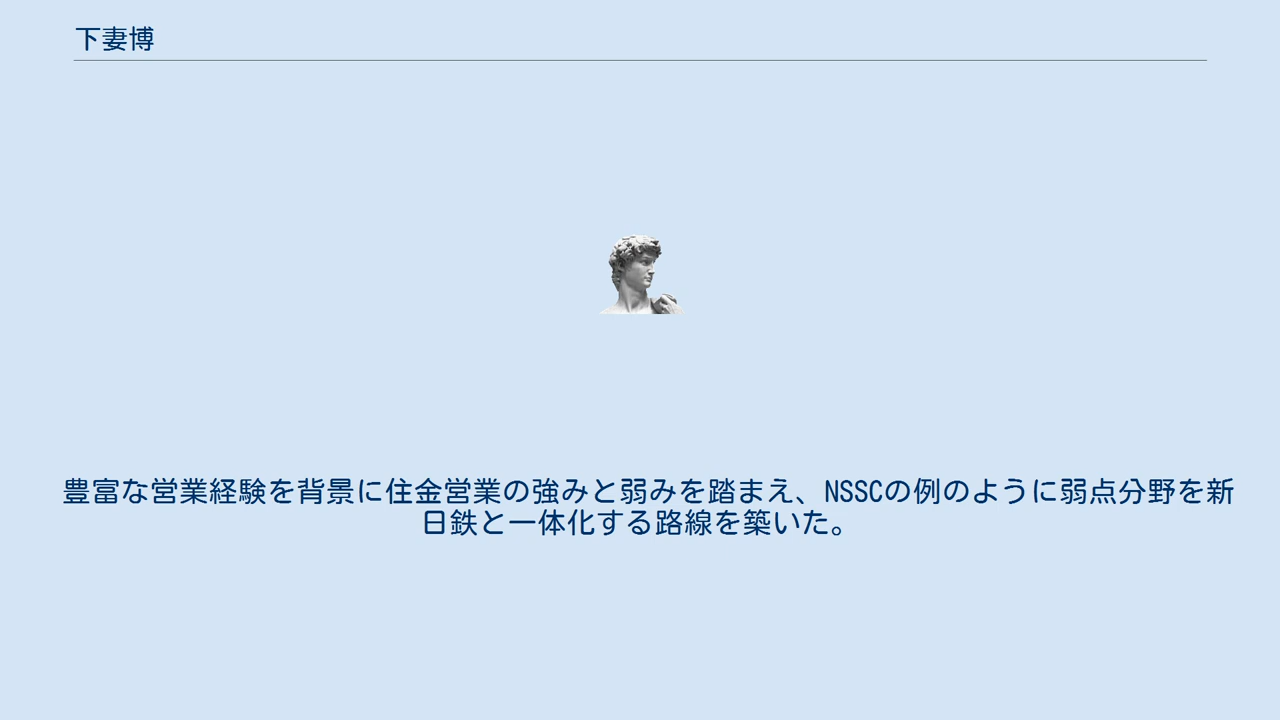 下妻博
豊富な営業経験を背景に住金営業の強みと弱みを踏まえ、NSSCの例のように弱点分野を新
日鉄と一体化する路線を築いた。